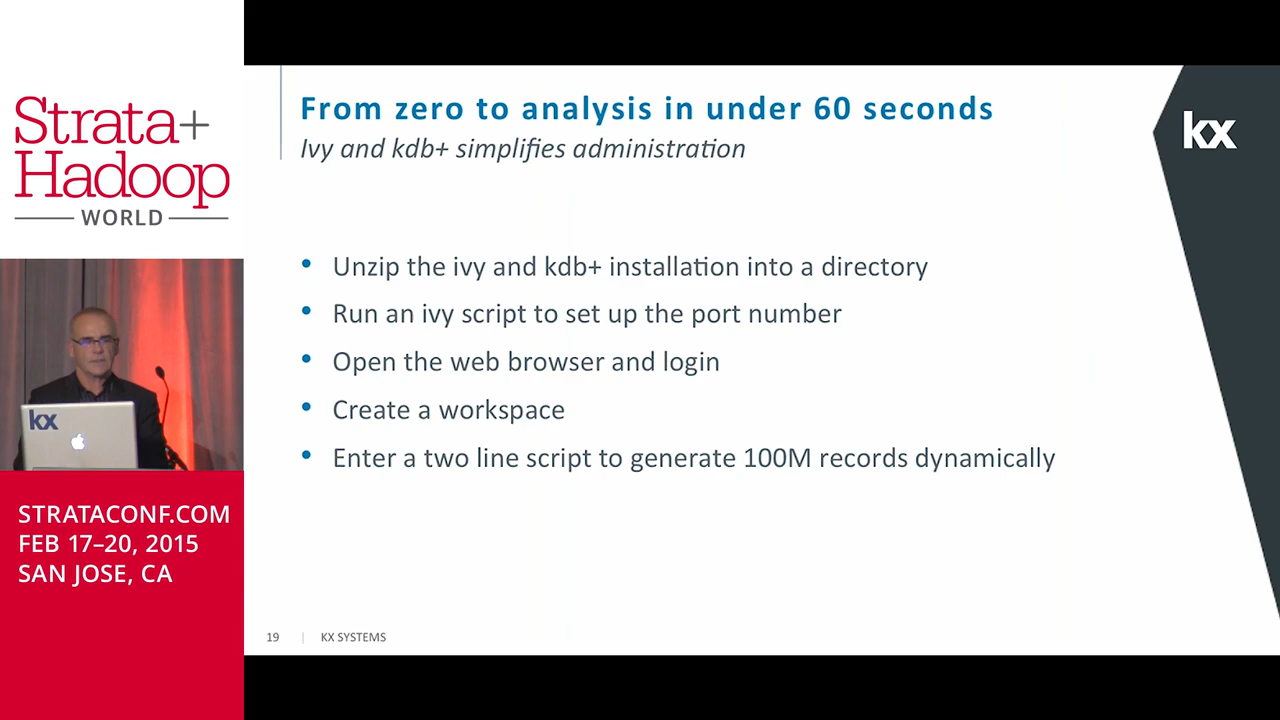 Strata+
Hadoop
WORLD
kx
STRATACONF.COM
FEB 17–20, 2015
SAN JOSE, CA
From zero to analysis in under 60 seconds
Ivy and kdb+ simplifies administration
kx
• Unzip the ivy and kdb+ installation into a directory
• Run an ivy script to set up the port number
• Open the web browser and login
• Create a workspace
• Enter a two line script to generate 100M records dynamically
19 | KX SYSTEMS